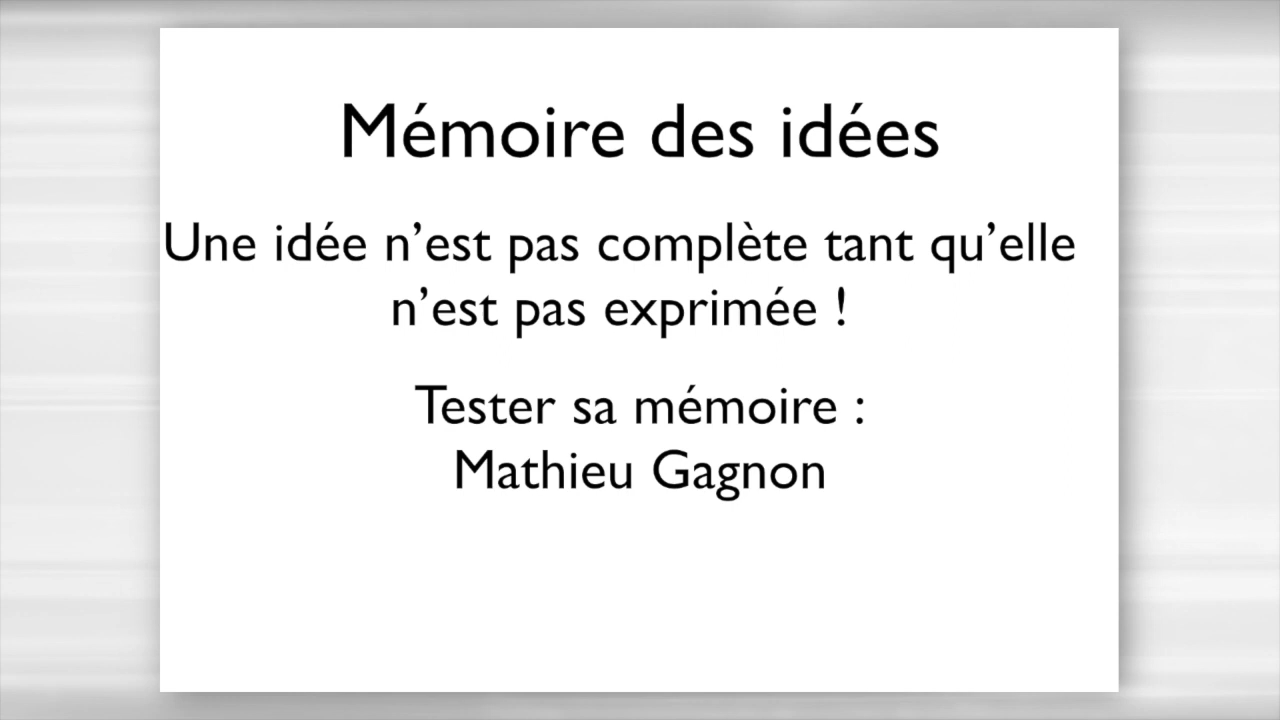 Mémoire des idées
Une idée n’est pas complète tant qu’elle
n’est pas exprimée !
Tester sa mémoire :
Mathieu Gagnon